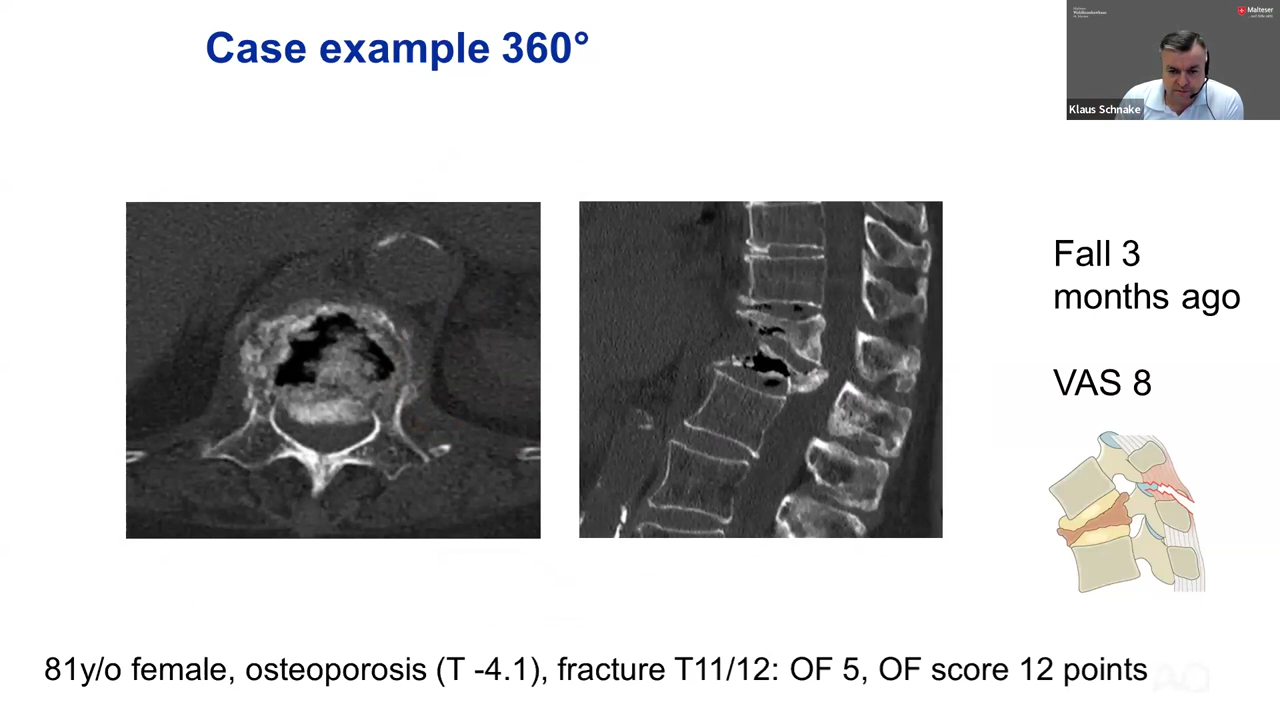 Case example 360°
Malteser
Klaus Schnake
Fall 3
months ago
VAS 8
81y/o female, osteoporosis (T -4.1), fracture T11/12: OF 5, OF score 12 points
AO